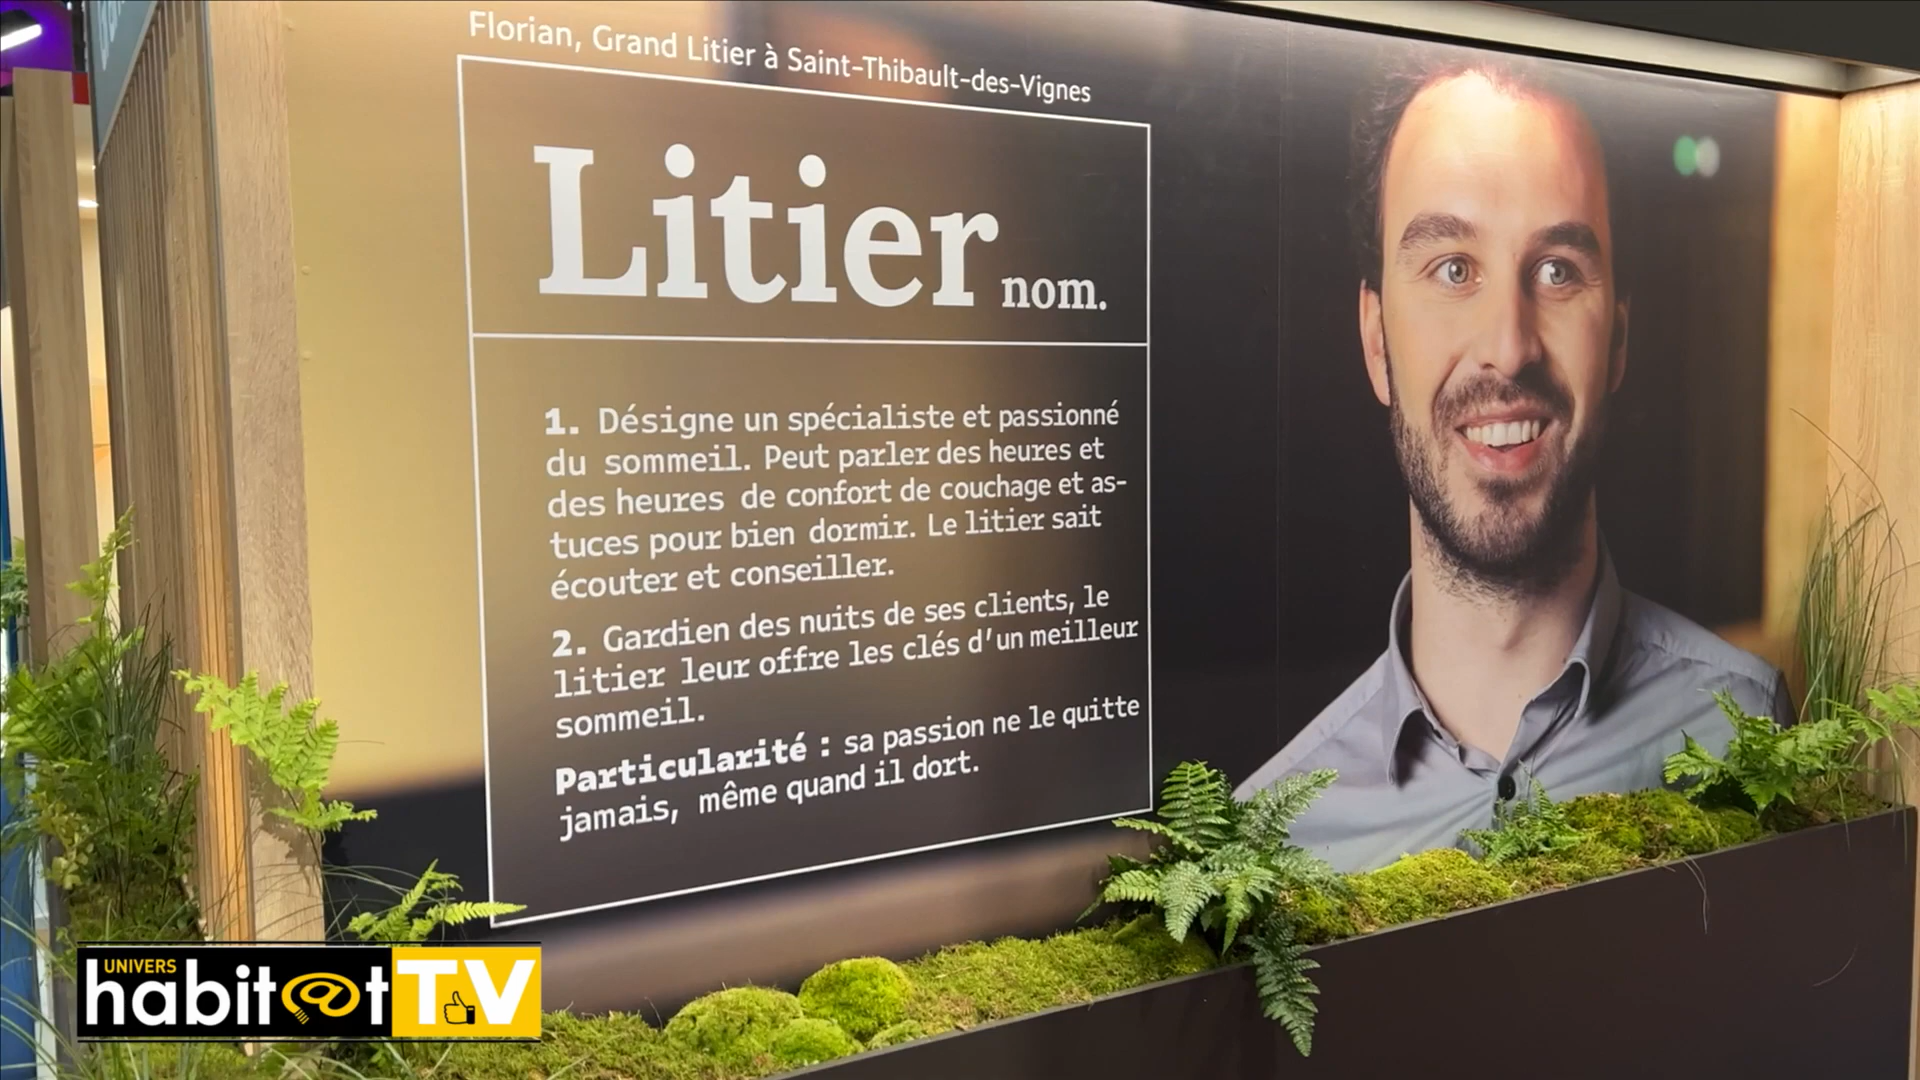 Florian, Grand Litier à Saint-Thibault-des-Vignes
Litier nom.
1. Désigne un spécialiste et passionné
du sommeil. Peut parler des heures et
des heures de confort de couchage et as-
tuces pour bien dormir. Le litier sait
écouter et conseiller.
2. Gardien des nuits de ses clients, le
litier leur offre les clés d'un meilleur
sommeil.
Particularité : sa passion ne le quitte
jamais, même quand il dort.
UNIVERS
habit@t TV